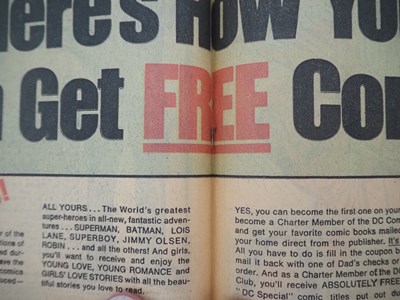 Here's How You
Get FREE Com
ALL YOURS... The World's greatest
super-heroes in all-new, fantastic adven-
tures... SUPERMAN, BATMAN, LOIS
LANE, SUPERBOY, JIMMY OLSEN,
ROBIN... and all the others! And girls,
you'll want to receive and enjoy the
YOUNG LOVE, YOUNG ROMANCE and
GIRLS' LOVE STORIES with all the beau-
tiful stories you love to read.
YES, you can become the first one on your
become a Charter Member of the DC Com
and get your favorite comic books mailed
your home direct from the publisher. It's
All you have to do is fill in the coupon b
mail it back with one of Dad's checks or
order. And as a Charter Member of the DC
Club, you'll receive ABSOLUTELY FREE
"DC Special" comic titles put out du